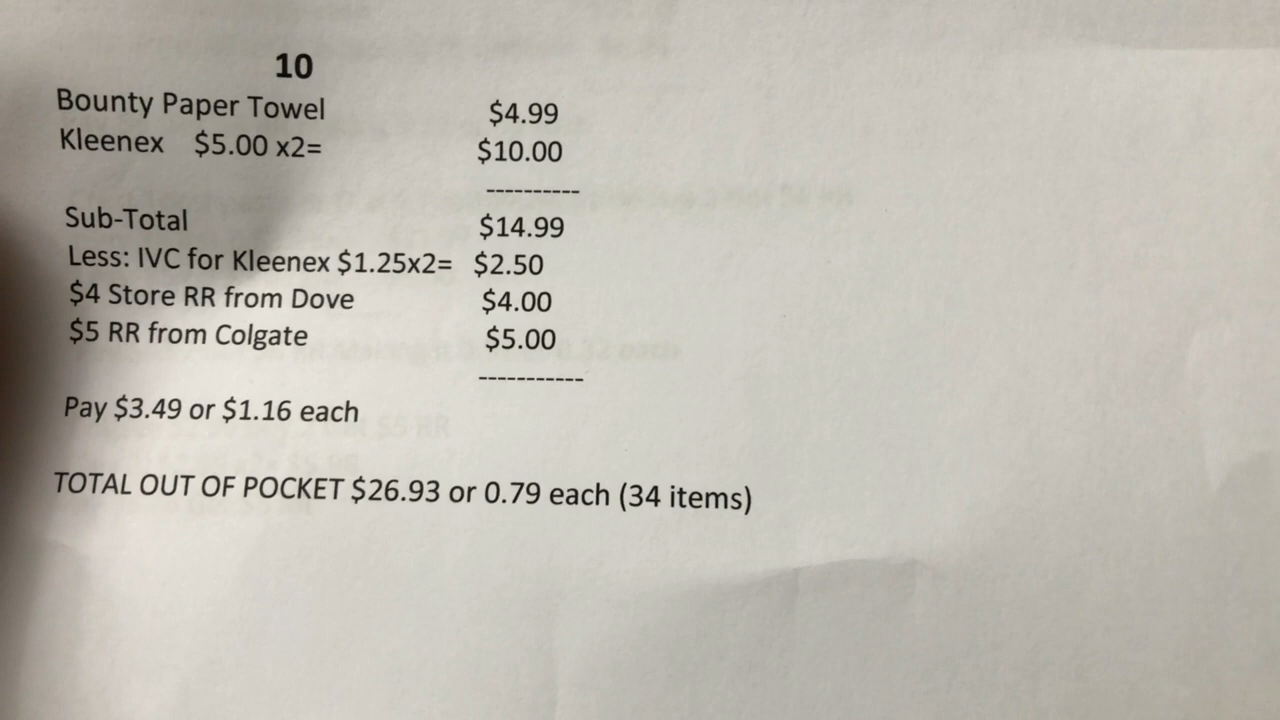 10
Bounty Paper Towel $4.99
Kleenex $5.00 x2= $10.00
----------
Sub-Total $14.99
Less: IVC for Kleenex $1.25x2= $2.50
$4 Store RR from Dove $4.00
$5 RR from Colgate $5.00
-----------
Pay $3.49 or $1.16 each
TOTAL OUT OF POCKET $26.93 or 0.79 each (34 items)